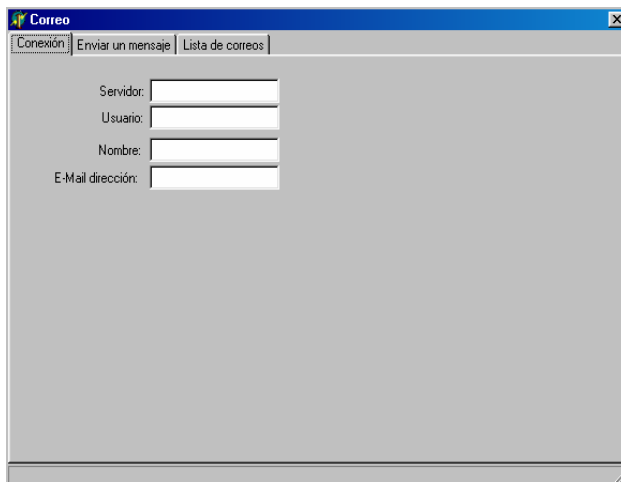 Correo
Conexión Enviar un mensaje Lista de correos
Servidor:
Usuario:
Nombre:
E-Mail dirección: